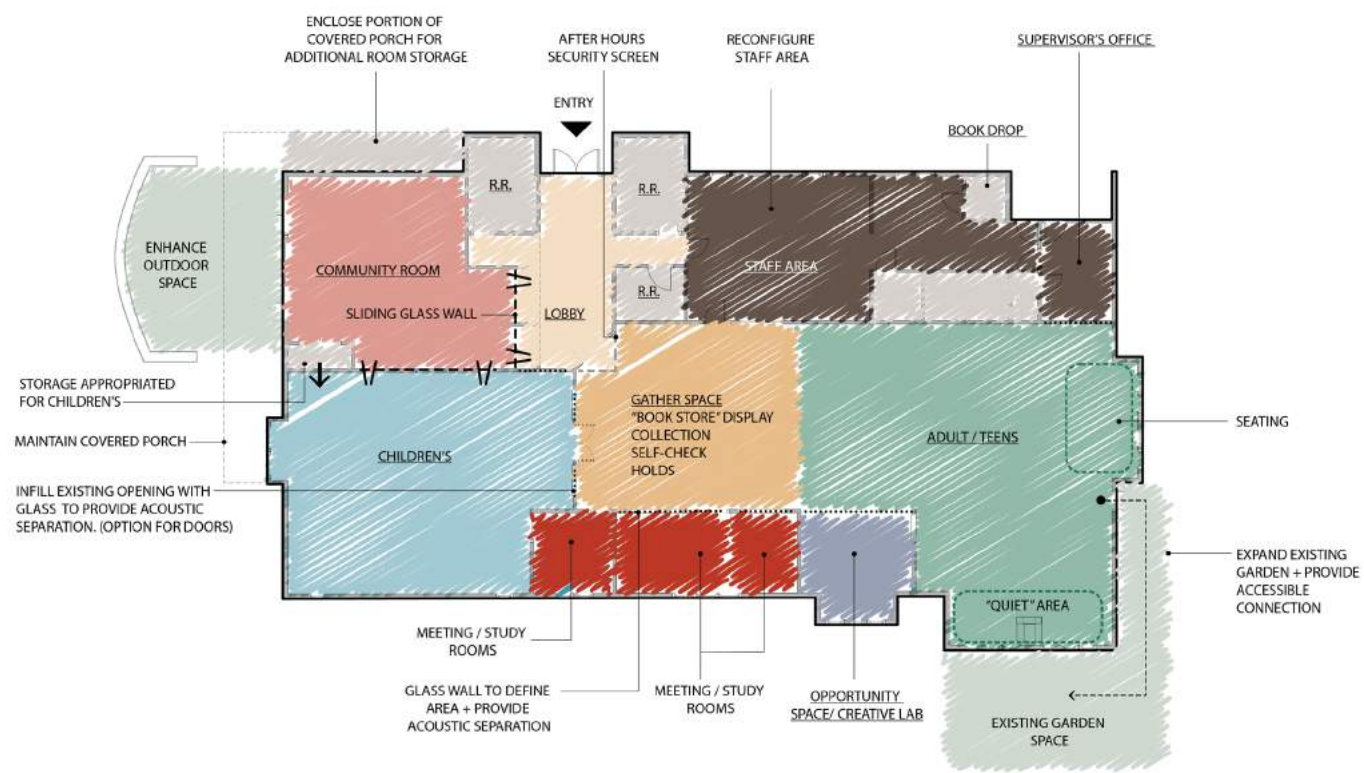 ENCLOSE PORTION OF
COVERED PORCH FOR
ADDITIONAL ROOM STORAGE
AFTER HOURS
SECURITY SCREEN
RECONFIGURE
STAFF AREA
SUPERVISOR'S OFFICE
ENTRY
BOOK DROP
R.R.
R.R.
ENHANCE
OUTDOOR
SPACE
COMMUNITY ROOM
STAFF AREA
R.R.
SLIDING GLASS WALL
LOBBY
STORAGE APPROPRIATED
FOR CHILDREN'S
GATHER SPACE
"BOOK STORE" DISPLAY
COLLECTION
SELF-CHECK
HOLDS
SEATING
MAINTAIN COVERED PORCH
CHILDREN'S
ADULT / TEENS
INFILL EXISTING OPENING WITH
GLASS TO PROVIDE ACOUSTIC
SEPARATION. (OPTION FOR DOORS)
EXPAND EXISTING
GARDEN + PROVIDE
ACCESSIBLE
CONNECTION
"QUIET" AREA
MEETING / STUDY
ROOMS
GLASS WALL TO DEFINE
AREA + PROVIDE
ACOUSTIC SEPARATION
MEETING / STUDY
ROOMS
OPPORTUNITY
SPACE/ CREATIVE LAB
EXISTING GARDEN
SPACE